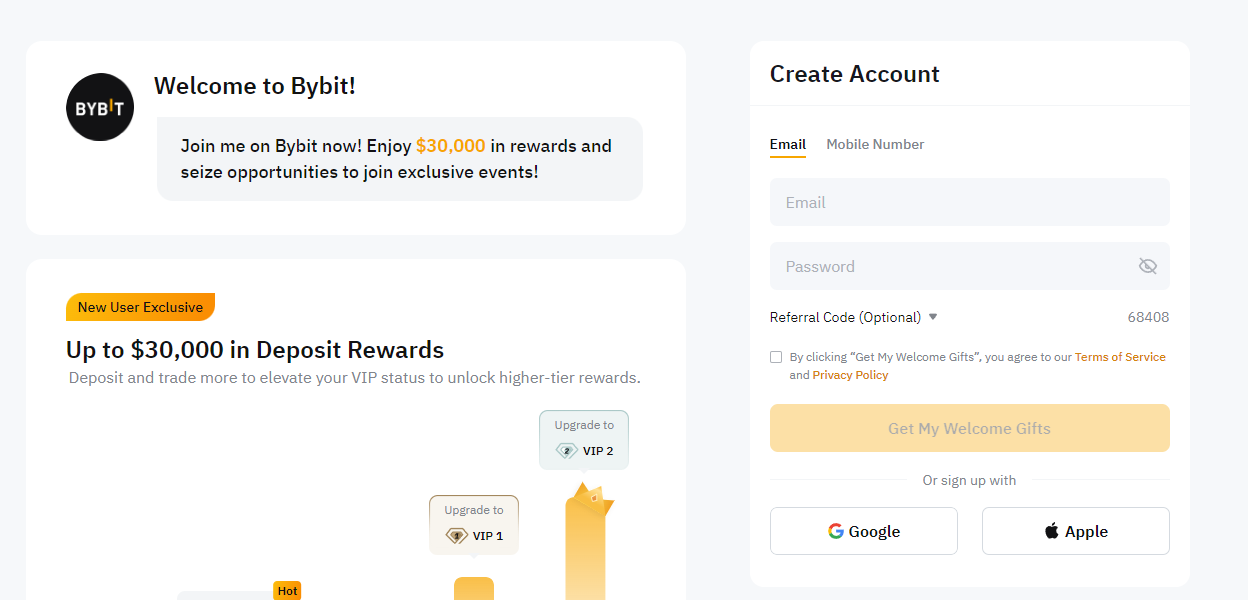 BYBIT
Welcome to Bybit!
Join me on Bybit now! Enjoy $30,000 in rewards and
seize opportunities to join exclusive events!
New User Exclusive
Up to $30,000 in Deposit Rewards
Deposit and trade more to elevate your VIP status to unlock higher-tier rewards.
Upgrade to
2 VIP 2
Upgrade to
1 VIP 1
Hot
Create Account
Email
Mobile Number
Email
Password
Referral Code (Optional)
68408
By clicking “Get My Welcome Gifts”, you agree to our Terms of Service
and Privacy Policy
Get My Welcome Gifts
Or sign up with
Google
Apple